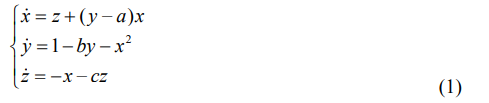 ẋ = z + (y − a)x
ẏ = 1 − by − x²
ż = −x − cz
(1)